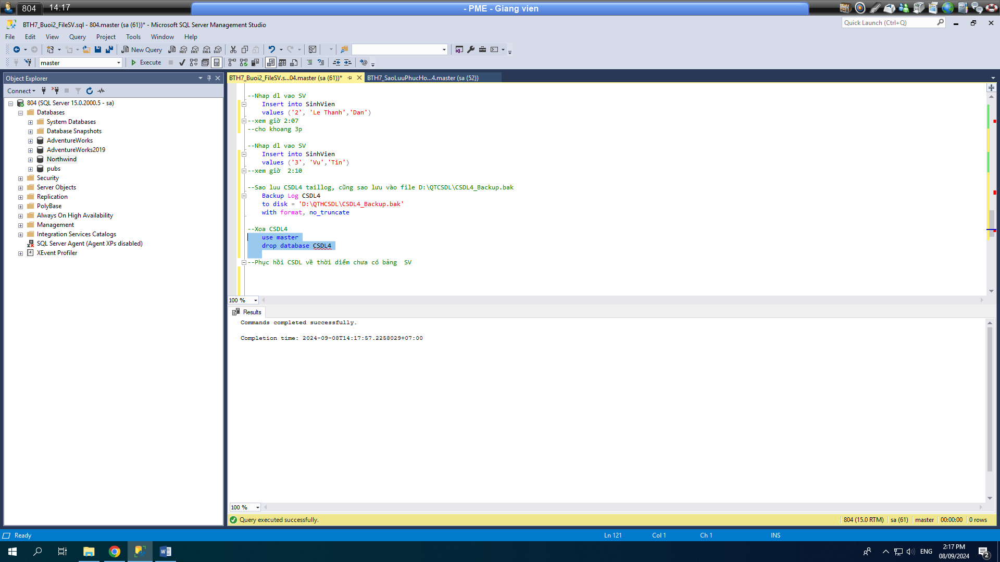 804 14:17 - PME - Giang vien
BTH7_Buoi2_FileSV.sql - 804.master (sa (61))* - Microsoft SQL Server Management Studio
Quick Launch (Ctrl+Q)
File Edit View Query Project Tools Window Help
New Query
MDX DMX XMLA DAX
master
Execute
Object Explorer
Connect
804 (SQL Server 15.0.2000.5 - sa)
Databases
System Databases
Database Snapshots
AdventureWorks
AdventureWorks2019
Northwind
pubs
Security
Server Objects
Replication
PolyBase
Always On High Availability
Management
Integration Services Catalogs
SQL Server Agent (Agent XPs disabled)
XEvent Profiler
BTH7_Buoi2_FileSV.s...04.master (sa (61))*
BTH7_SaoLuuPhucHo...4.master (sa (52))
--Nhap dl vao SV
Insert into SinhVien
values ('2', 'Le Thanh','Dan')
--xem giờ 2:07
--cho khoang 3p
--Nhap dl vao SV
Insert into SinhVien
values ('3', 'Vu','Tin')
--xem giờ  2:10
--Sao luu CSDL4 taillog, cũng sao lưu vào file D:\QTCSDL\CSDL4_Backup.bak
Backup Log CSDL4
to disk = 'D:\QTHCSDL\CSDL4_Backup.bak'
with format, no_truncate
--Xoa CSDL4
use master
drop database CSDL4
--Phục hồi CSDL về thời diểm chưa có bảng  SV
100 %
Results
Commands completed successfully.
Completion time: 2024-09-08T14:17:57.2258029+07:00
100 %
Query executed successfully.
804 (15.0 RTM) sa (61) master 00:00:00 0 rows
Ready
Ln 121 Col 1 Ch 1 INS
ENG
2:17 PM
08/09/2024
2